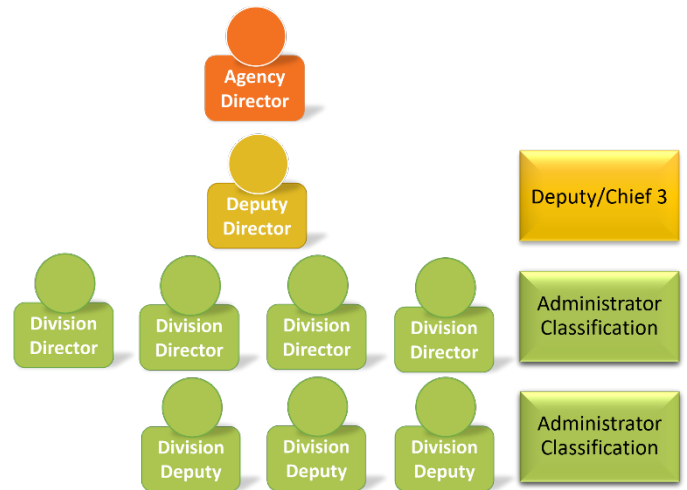 Agency
Director
Deputy
Director
Deputy/Chief 3
Division
Director
Division
Director
Division
Director
Division
Director
Administrator
Classification
Division
Deputy
Division
Deputy
Division
Deputy
Administrator
Classification